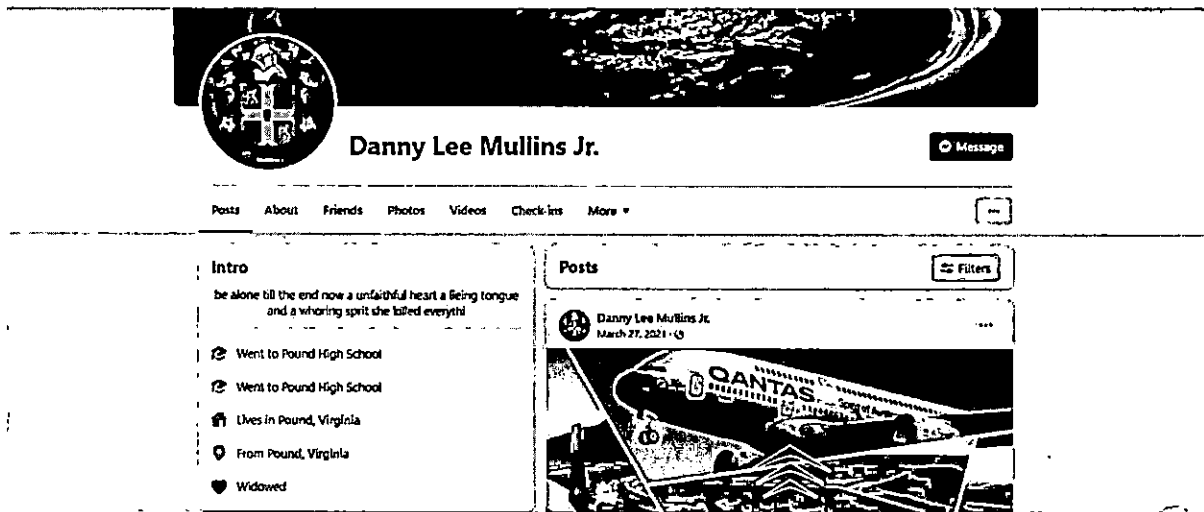 Danny Lee Mullins Jr.
Message
Posts About Friends Photos Videos Check-ins More
Intro
be alone till the end now a unfaithful heart a lieing tongue
and a whoring sprit she killed everythi
Went to Pound High School
Went to Pound High School
Lives in Pound, Virginia
From Pound, Virginia
Widowed
Posts
Filters
Danny Lee Mullins Jr.
March 27, 2021
QANTAS
Spirit of